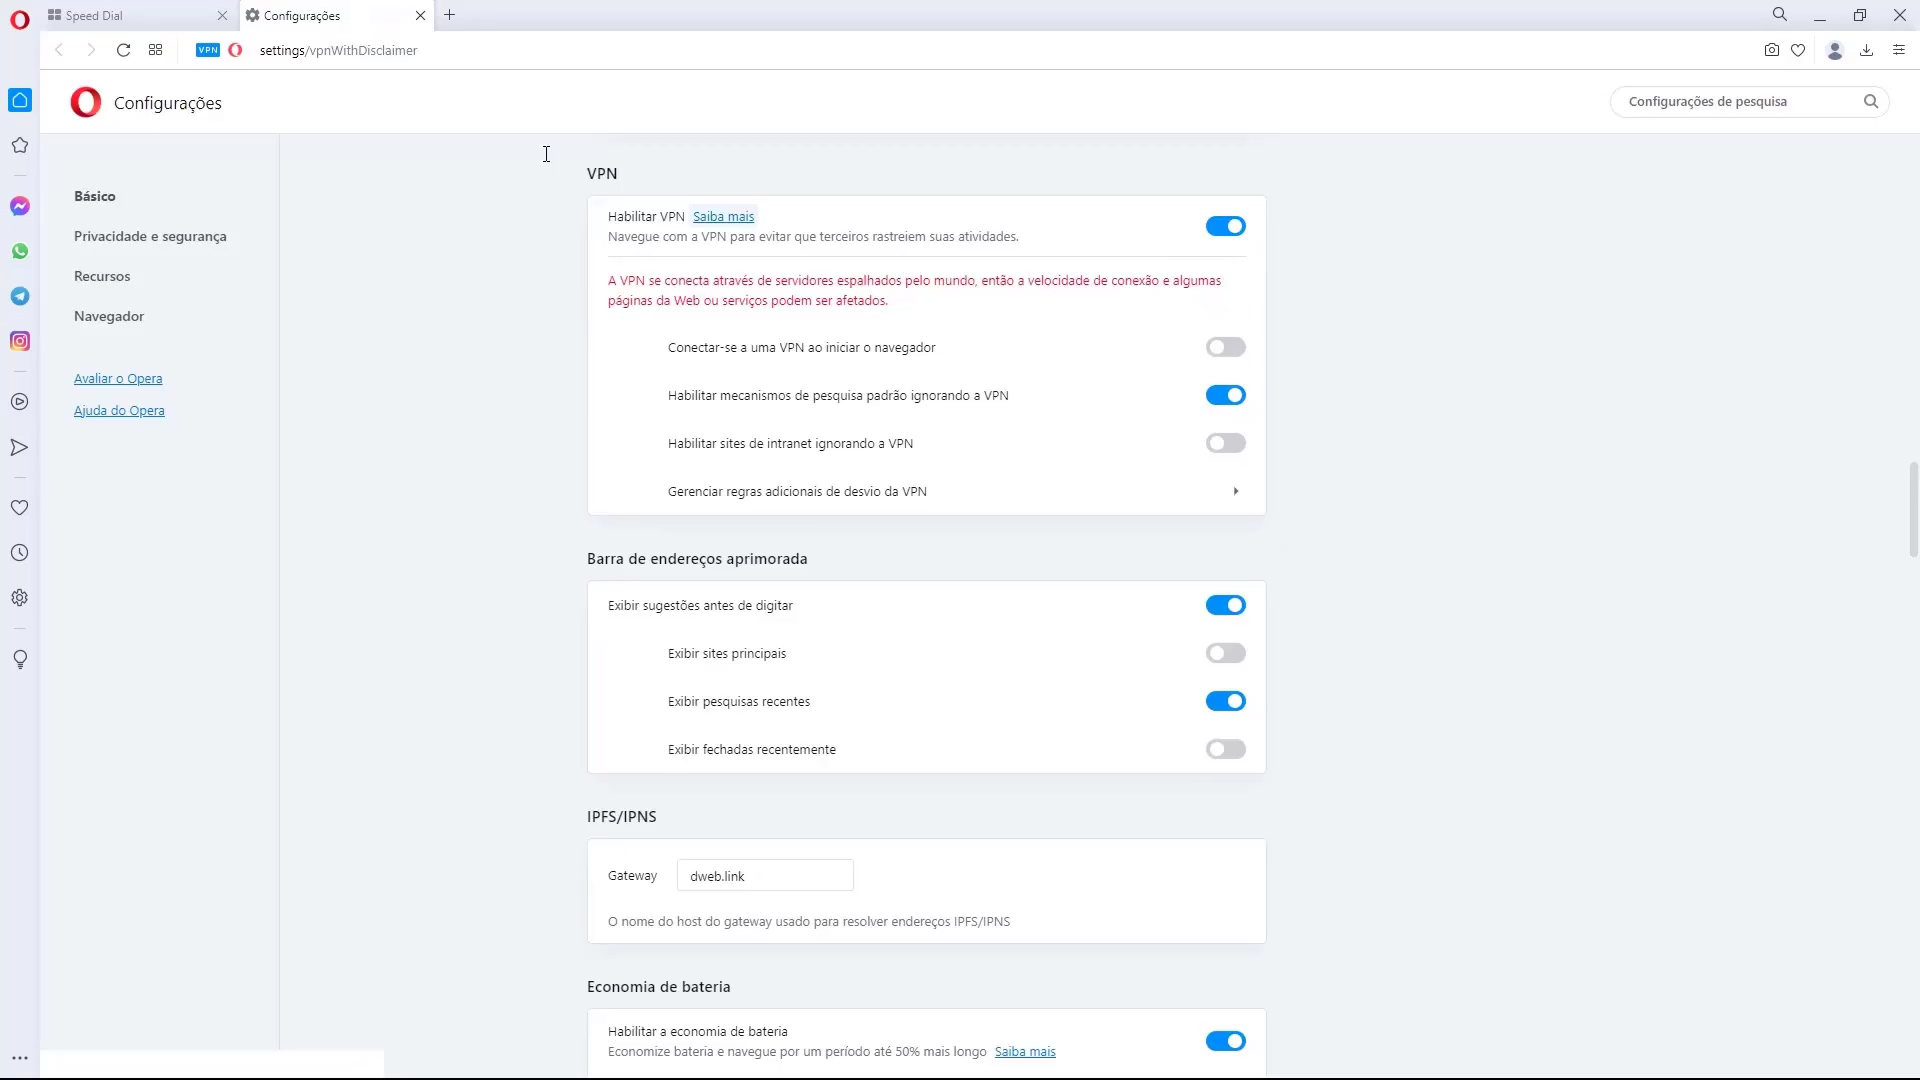 Speed Dial
Configurações
VPN
settings/vpnWithDisclaimer
Configurações
Configurações de pesquisa
Básico
Privacidade e segurança
Recursos
Navegador
Avaliar o Opera
Ajuda do Opera
VPN
Habilitar VPN Saiba mais
Navegue com a VPN para evitar que terceiros rastreiem suas atividades.
A VPN se conecta através de servidores espalhados pelo mundo, então a velocidade de conexão e algumas
páginas da Web ou serviços podem ser afetados.
Conectar-se a uma VPN ao iniciar o navegador
Habilitar mecanismos de pesquisa padrão ignorando a VPN
Habilitar sites de intranet ignorando a VPN
Gerenciar regras adicionais de desvio da VPN
Barra de endereços aprimorada
Exibir sugestões antes de digitar
Exibir sites principais
Exibir pesquisas recentes
Exibir fechadas recentemente
IPFS/IPNS
Gateway dweb.link
O nome do host do gateway usado para resolver endereços IPFS/IPNS
Economia de bateria
Habilitar a economia de bateria
Economize bateria e navegue por um período até 50% mais longo Saiba mais